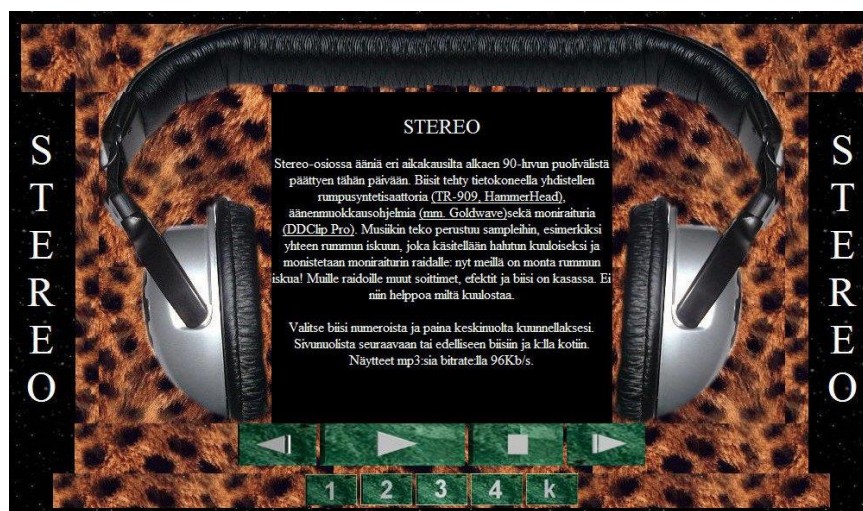 STEREO
STEREO
Stereo-osiossa ääniä eri aikakausilta alkaen 90-luvun puolivälistä
päättyen tähän päivään. Biisit tehty tietokoneella yhdistellen
rumpusyntetisaattoria (TR-909, HammerHead),
äänenmuokkausohjelmia (mm. Goldwave)sekä moniraituria
(DDClip Pro). Musiikin teko perustuu sampleihin, esimerkiksi
yhteen rummun iskuun, joka käsitellään halutun kuuloiseksi ja
monistetaan moniraiturin raidalle: nyt meillä on monta rummun
iskua! Muille raidoille muut soittimet, efektit ja biisi on kasassa. Ei
niin helppoa miltä kuulostaa.
Valitse biisi numeroista ja paina keskinuolta kuunnellaksesi.
Sivunuolista seuraavaan tai edelliseen biisiin ja k:lla kotiin.
Näytteet mp3:sia bitrate:lla 96Kb/s.
STEREO
1 2 3 4 k